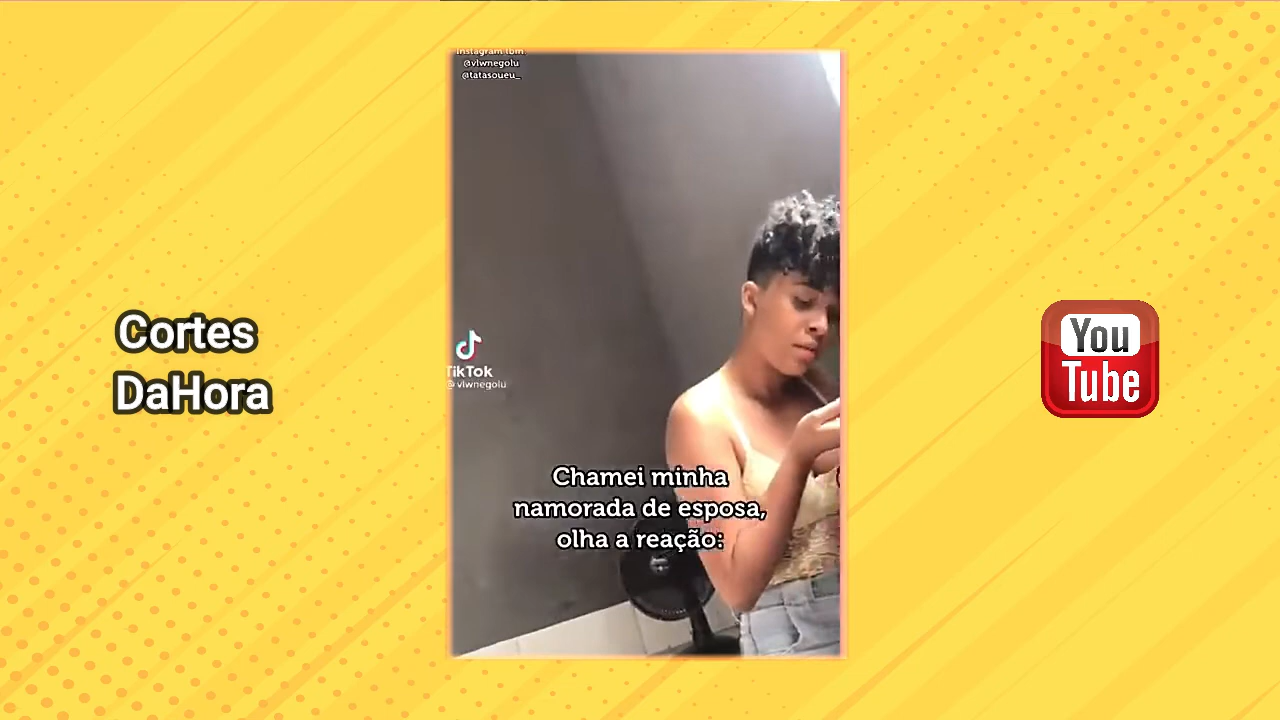 Instagram tbm:
@vlwnegolu
@tatasoueu_
Cortes
DaHora
TikTok
@vlwnegolu
You
Tube
Chamei minha
namorada de esposa,
olha a reação: